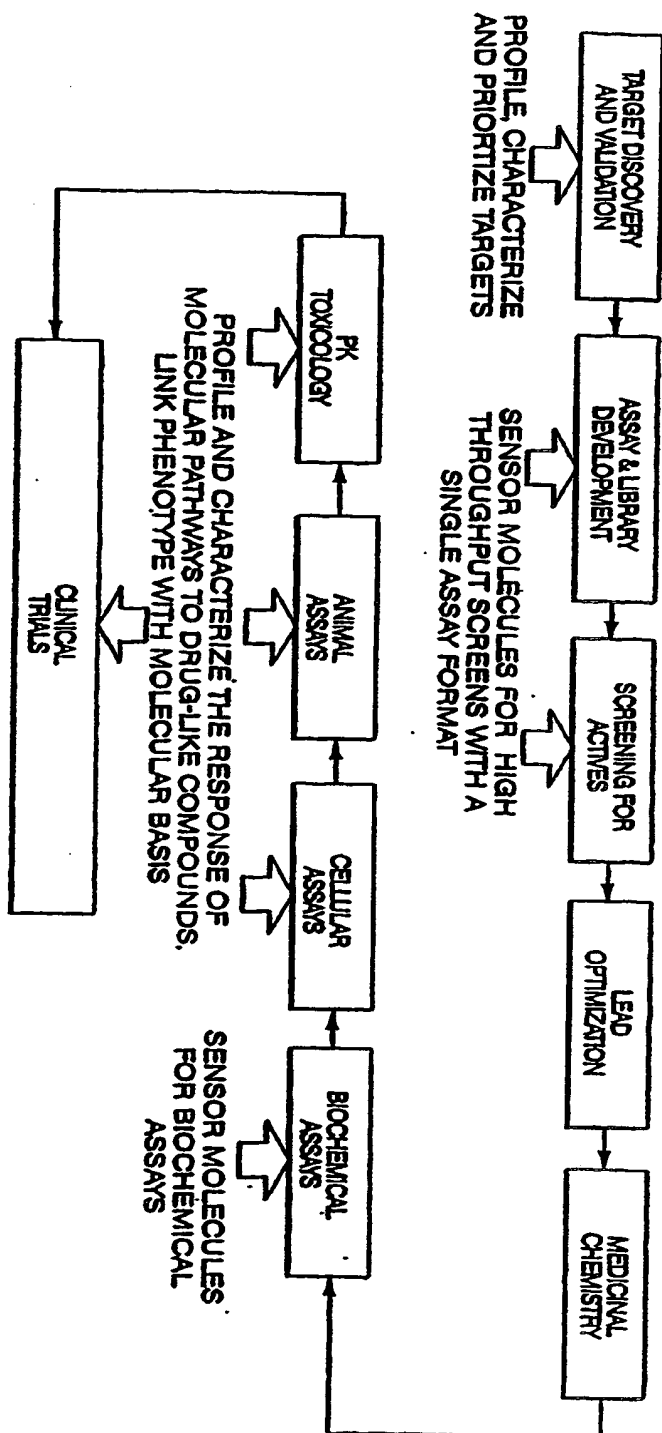 TARGET DISCOVERY
AND VALIDATION
ASSAY & LIBRARY
DEVELOPMENT
SCREENING FOR
ACTIVES
LEAD
OPTIMIZATION
MEDICINAL
CHEMISTRY
PROFILE, CHARACTERIZE
AND PRIORTIZE TARGETS
SENSOR MOLECULES FOR HIGH
THROUGHPUT SCREENS WITH A
SINGLE ASSAY FORMAT
PK
TOXICOLOGY
ANIMAL
ASSAYS
CELLULAR
ASSAYS
BIOCHEMICAL
ASSAYS
PROFILE AND CHARACTERIZE THE RESPONSE OF
MOLECULAR PATHWAYS TO DRUG-LIKE COMPOUNDS.
LINK PHENOTYPE WITH MOLECULAR BASIS
SENSOR MOLECULES
FOR BIOCHEMICAL
ASSAYS
CLINICAL
TRIALS